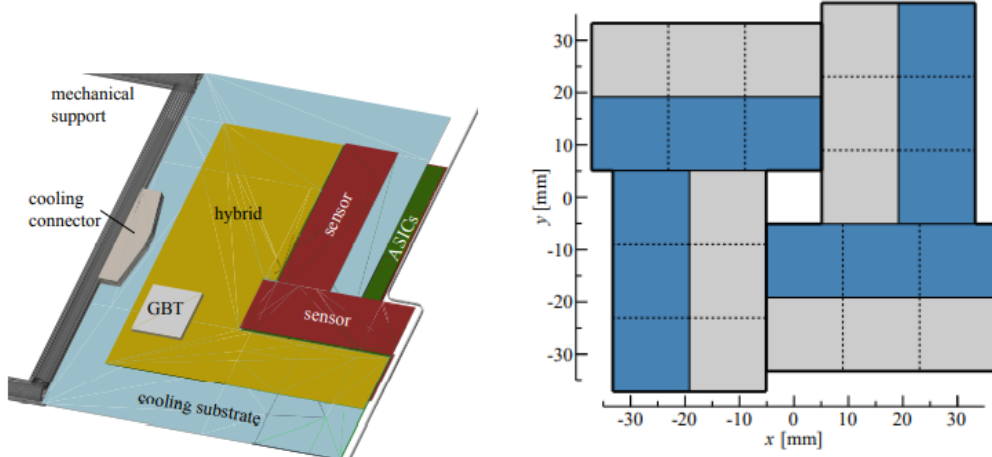 mechanical
support
cooling
connector
hybrid
sensor
ASICs
GBT
sensor
cooling substrate
y [mm]
30
20
10
0
-10
-20
-30
-30
-20
-10
0
10
20
30
x [mm]